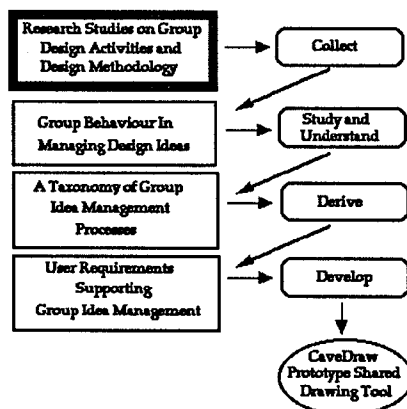 Research Studies on Group
Design Activities and
Design Methodology
Collect
Group Behaviour In
Managing Design Ideas
Study and
Understand
A Taxonomy of Group
Idea Management
Processes
Derive
User Requirements
Supporting
Group Idea Management
Develop
CaveDraw
Prototype Shared
Drawing Tool